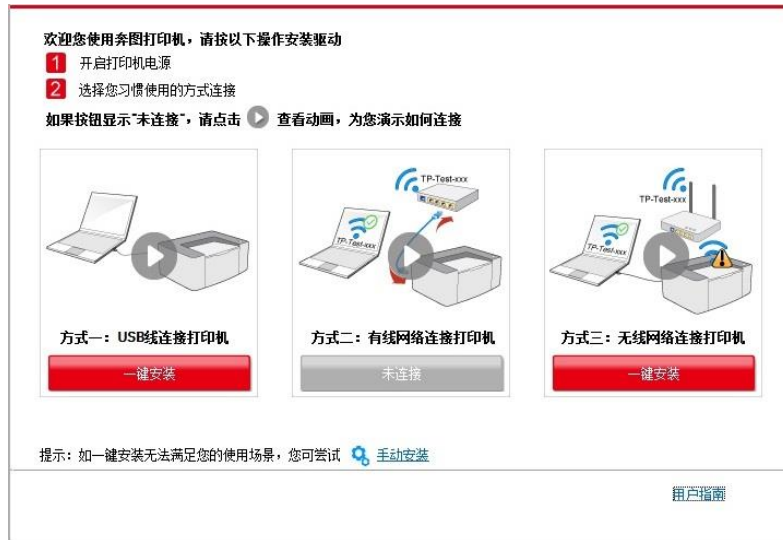 欢迎您使用奔图打印机，请按以下操作安装驱动
1 开启打印机电源
2 选择您习惯使用的方式连接
如果按钮显示"未连接"，请点击 查看动画，为您演示如何连接
TP-Test-xxx
TP-Test-xxx
TP-Test-xxx
TP-Test-xxx
方式一：USB线连接打印机
方式二：有线网络连接打印机
方式三：无线网络连接打印机
一键安装
未连接
一键安装
提示：如一键安装无法满足您的使用场景，您可尝试 手动安装
用户指南